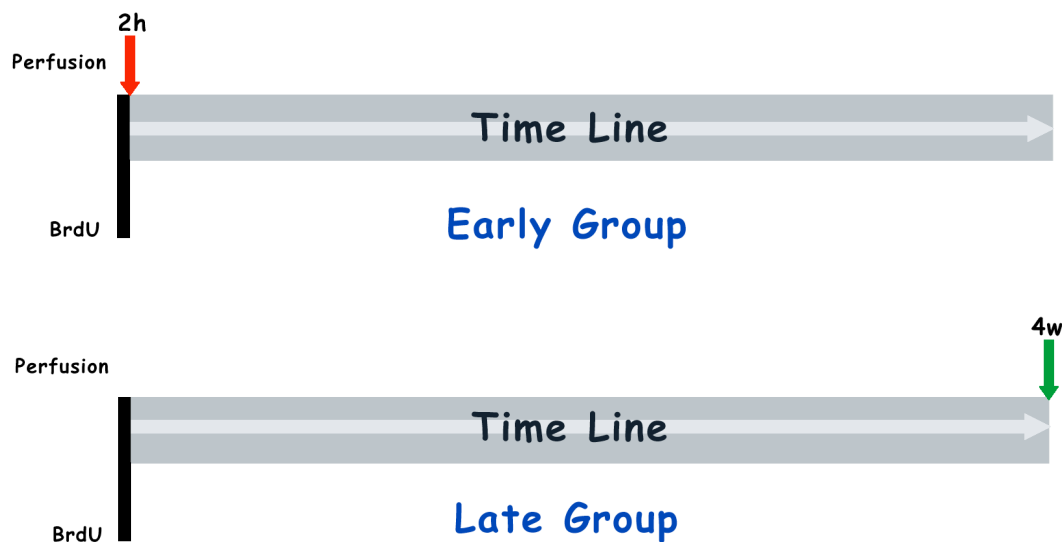 2h
Perfusion
Time Line
BrdU
Early Group
4w
Perfusion
Time Line
Late Group
BrdU